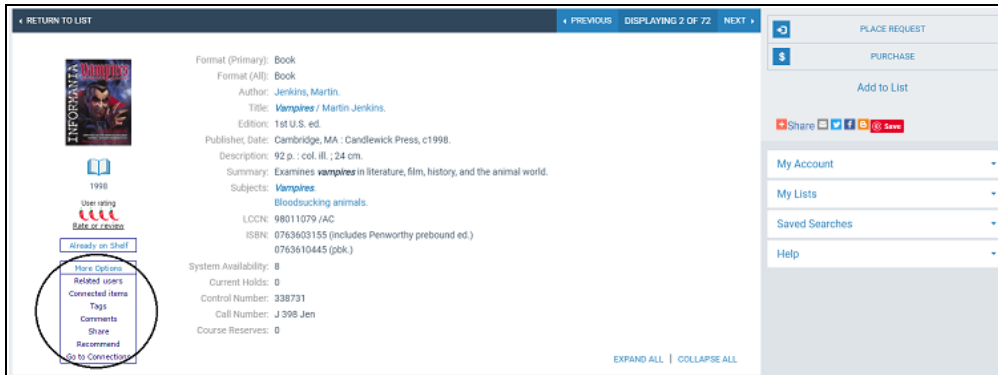 RETURN TO LIST
PREVIOUS DISPLAYING 2 OF 72 NEXT
INFORMANIA
Vampires
1998
User rating
Rate or review
Already on Shelf
More Options
Related users
Connected items
Tags
Comments
Share
Recommend
Go to Connections
Format (Primary): Book
Format (All): Book
Author: Jenkins, Martin.
Title: Vampires / Martin Jenkins.
Edition: 1st U.S. ed.
Publisher, Date: Cambridge, MA : Candlewick Press, c1998.
Description: 92 p. : col. ill. ; 24 cm.
Summary: Examines vampires in literature, film, history, and the animal world.
Subjects: Vampires.
Bloodsucking animals.
LCCN: 98011079 /AC
ISBN: 0763603155 (includes Penworthy prebound ed.)
0763610445 (pbk.)
System Availability: 8
Current Holds: 0
Control Number: 338731
Call Number: J 398 Jen
Course Reserves: 0
EXPAND ALL | COLLAPSE ALL
PLACE REQUEST
$ PURCHASE
Add to List
Share Save
My Account
My Lists
Saved Searches
Help